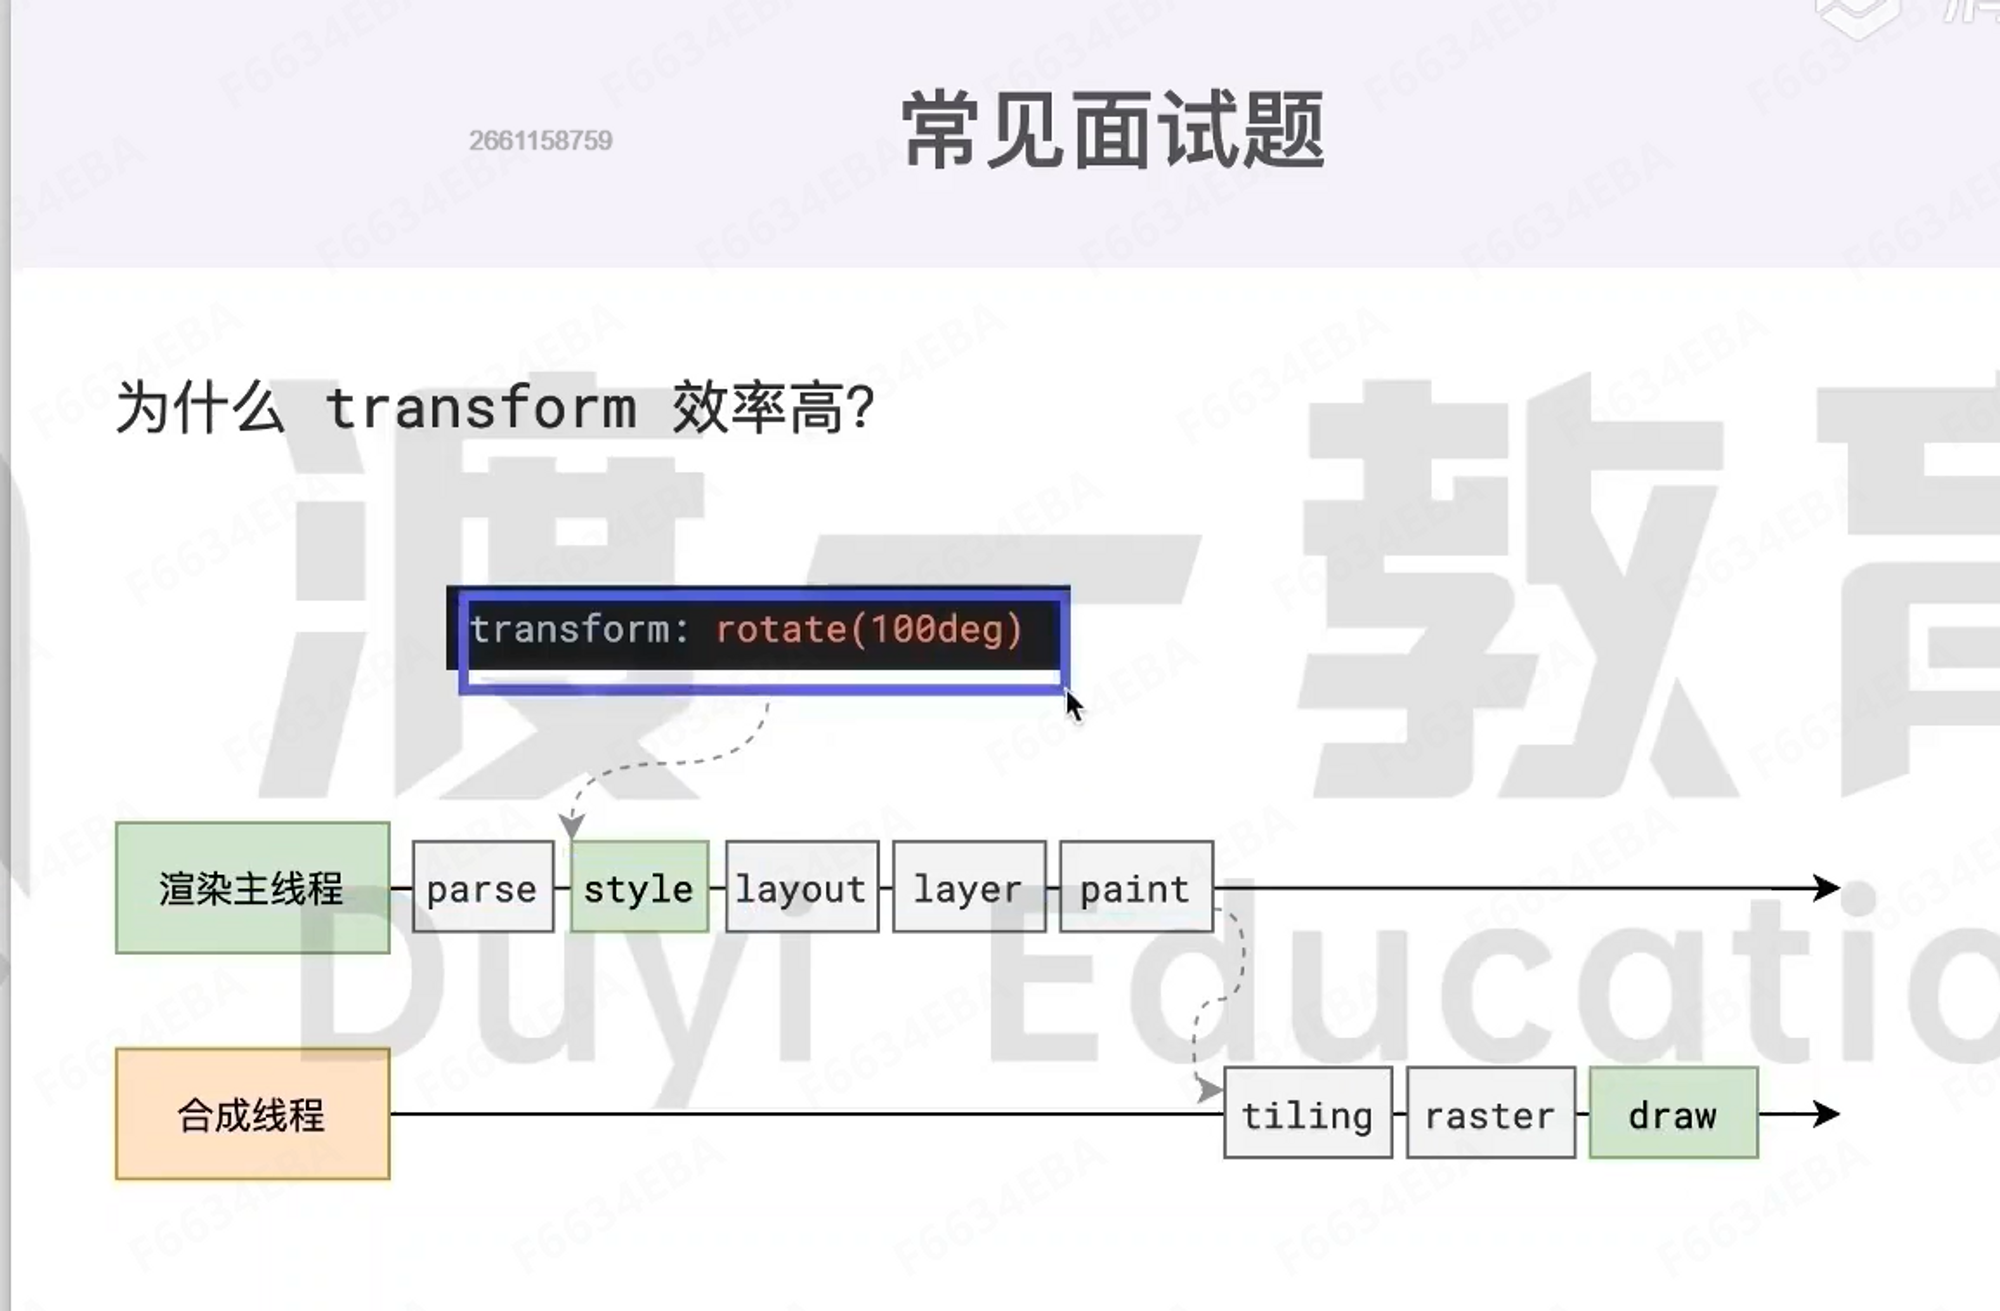 常见面试题
2661158759
为什么 transform 效率高？
transform: rotate(100deg)
渲染主线程
parse
style
layout
layer
paint
合成线程
tiling
raster
draw
渡一教育
Duyi Educatio
F6634EBA